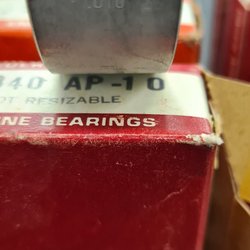 340 AP-10
OT RESIZABLE
NE BEARINGS